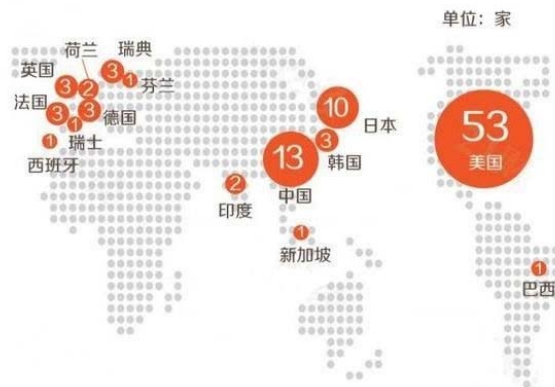 单位：家
荷兰
瑞典
英国
3
2
3
1
芬兰
法国
3
1
3
德国
瑞士
1
西班牙
10
日本
3
韩国
13
中国
2
印度
1
新加坡
53
美国
1
巴西